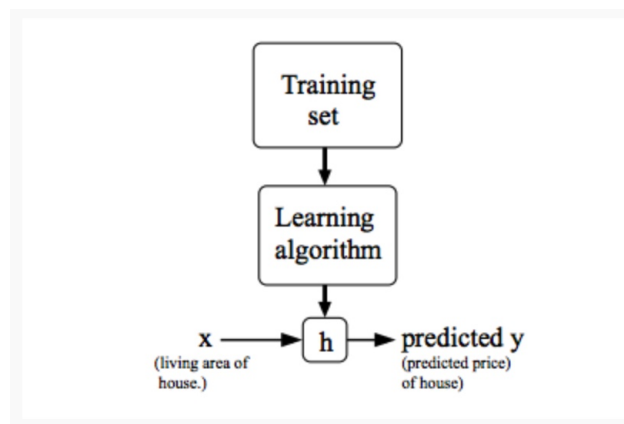 Training
set
Learning
algorithm
x
h
predicted y
(living area of
house.)
(predicted price)
of house)